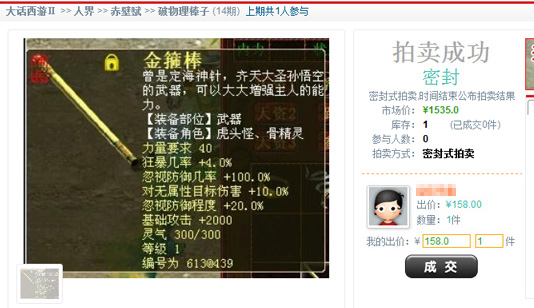 大话西游II >> 人界 >> 赤壁赋 >> 破物理棒子 (14期) 上期共1人参与
金箍棒
曾是定海神针，齐天大圣孙悟空
的武器，可以大大增强主人的能
力。
【装备部位】武器
【装备角色】虎头怪、骨精灵
力量要求 40
狂暴几率 +4.0%
忽视防御几率 +100.0%
对无属性目标伤害 +10.0%
忽视防御程度 +20.0%
基础攻击 +2000
灵气 300/300
等级 1
编号为 613@439
拍卖成功
密封
密封式拍卖,时间结束公布拍卖结果
市场价： ¥1535.0
库存： 1 (已成交0件)
参与人数： 0
拍卖方式： 密封式拍卖
出价： ¥158.00
数量： 1件
我的出价：¥ 158.0 1 件
成 交